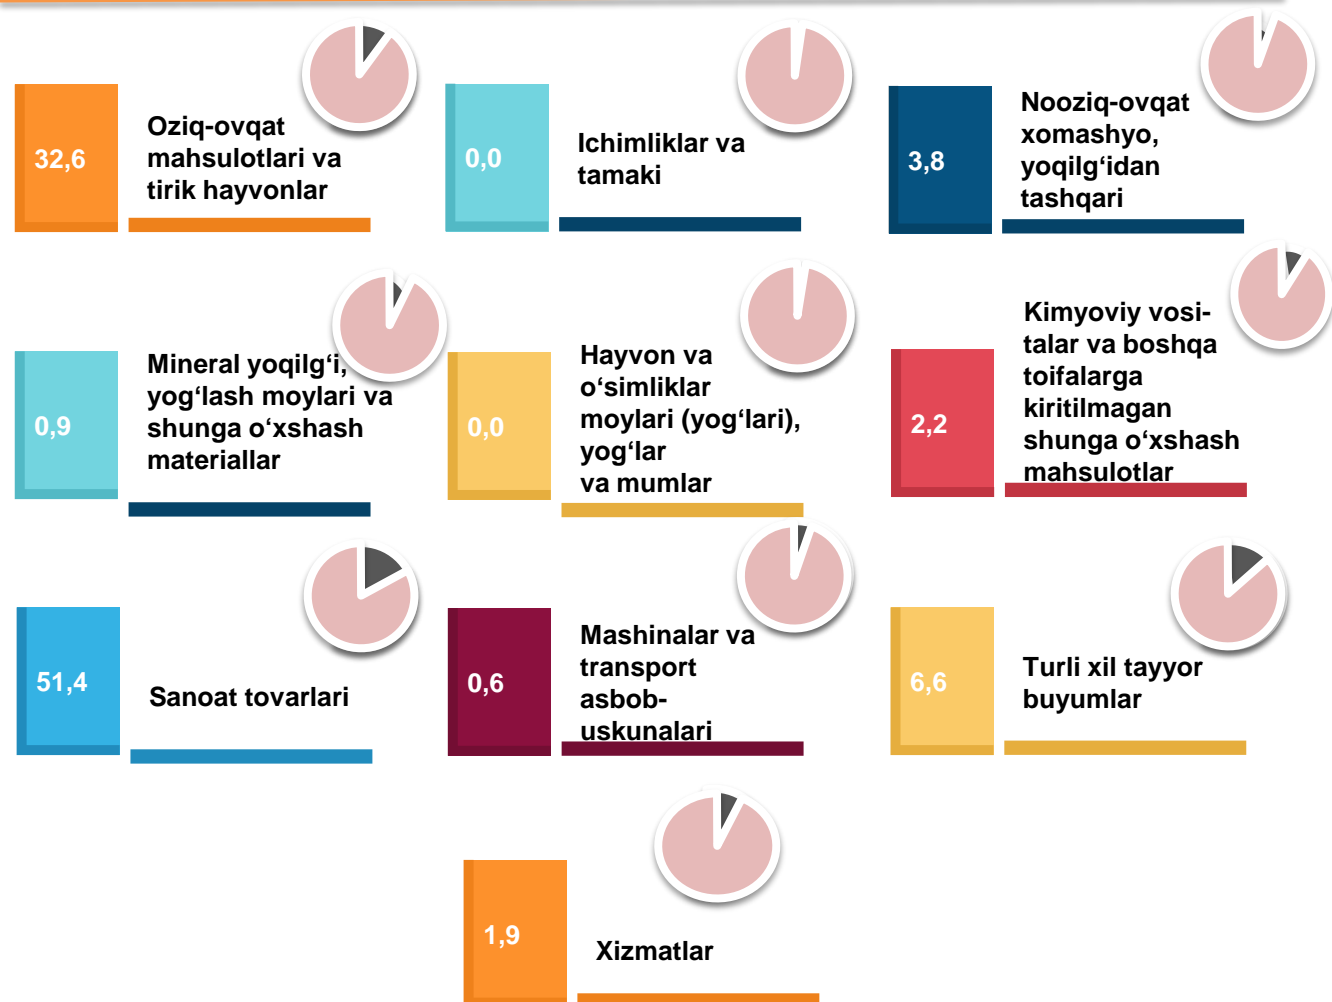 32,6
Oziq-ovqat
mahsulotlari va
tirik hayvonlar
0,0
Ichimliklar va
tamaki
3,8
Nooziq-ovqat
xomashyo,
yoqilg‘idan
tashqari
0,9
Mineral yoqilg‘i,
yog‘lash moylari va
shunga o‘xshash
materiallar
0,0
Hayvon va
o‘simliklar
moylari (yog‘lari),
yog‘lar
va mumlar
2,2
Kimyoviy vosi-
talar va boshqa
toifalarga
kiritilmagan
shunga o‘xshash
mahsulotlar
51,4
Sanoat tovarlari
0,6
Mashinalar va
transport
asbob-
uskunalari
6,6
Turli xil tayyor
buyumlar
1,9
Xizmatlar